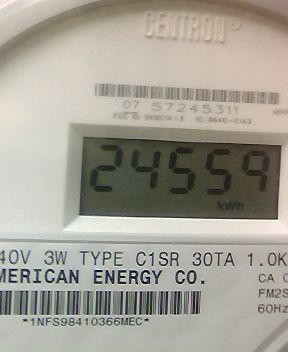 CENTRON®
07 57245311
24559
kWh
40V 3W TYPE C1SR 30TA 1.0K
MERICAN ENERGY CO.
CA 0
FM2S
60Hz
*1NFS98410366MEC*